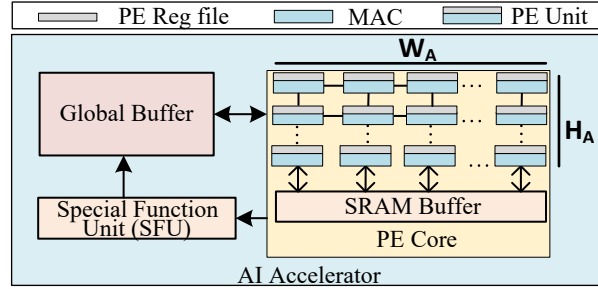 PE Reg file MAC PE Unit
W_A
Global Buffer
H_A
Special Function
Unit (SFU)
SRAM Buffer
PE Core
AI Accelerator